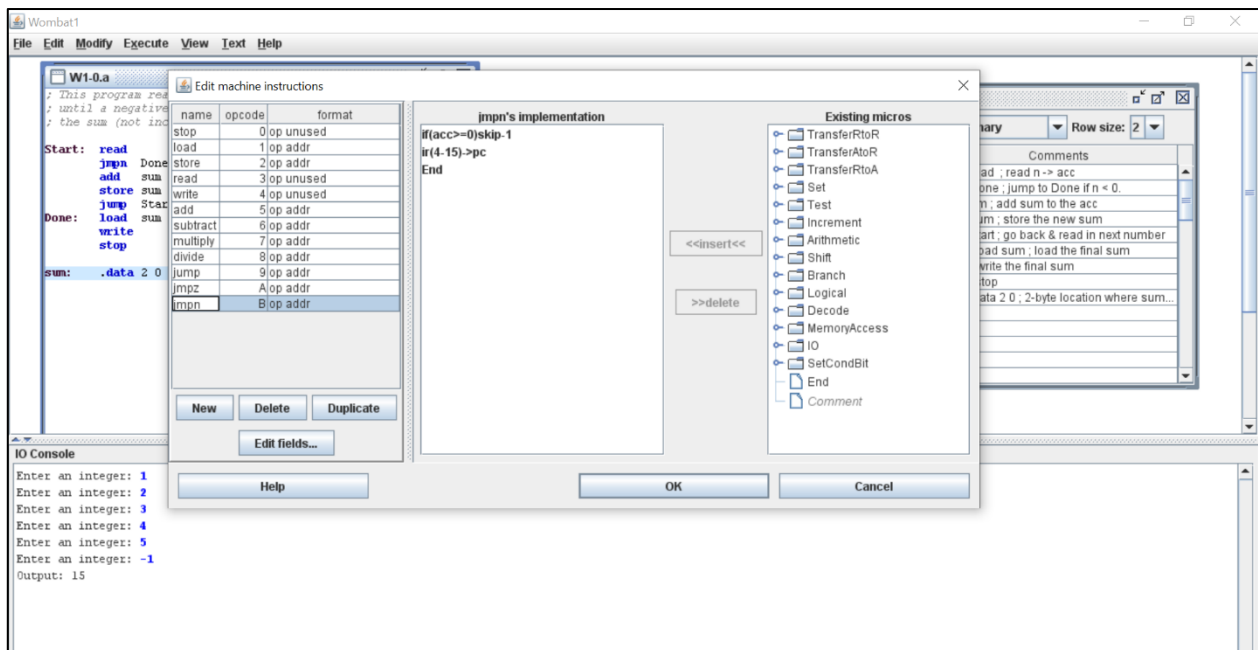 Wombat1
File Edit Modify Execute View Text Help
W1-0.a
; This program rea
; until a negative
; the sum (not inc
Start: read
jmpn Done
add sum
store sum
jump Star
Done: load sum
write
stop
sum: .data 2 0
Edit machine instructions
name opcode format
stop 0 op unused
load 1 op addr
store 2 op addr
read 3 op unused
write 4 op unused
add 5 op addr
subtract 6 op addr
multiply 7 op addr
divide 8 op addr
jump 9 op addr
jmpz A op addr
jmpn B op addr
New Delete Duplicate
Edit fields...
jmpn's implementation
if(acc>=0)skip-1
ir(4-15)->pc
End
<<insert<<
>>delete
Existing micros
TransferRtoR
TransferAtoR
TransferRtoA
Set
Test
Increment
Arithmetic
Shift
Branch
Logical
Decode
MemoryAccess
IO
SetCondBit
End
Comment
Help OK Cancel
nary Row size: 2
Comments
ad ; read n -> acc
one ; jump to Done if n < 0.
m ; add sum to the acc
um ; store the new sum
art ; go back & read in next number
oad sum ; load the final sum
write the final sum
top
ata 2 0 ; 2-byte location where sum...
IO Console
Enter an integer: 1
Enter an integer: 2
Enter an integer: 3
Enter an integer: 4
Enter an integer: 5
Enter an integer: -1
Output: 15